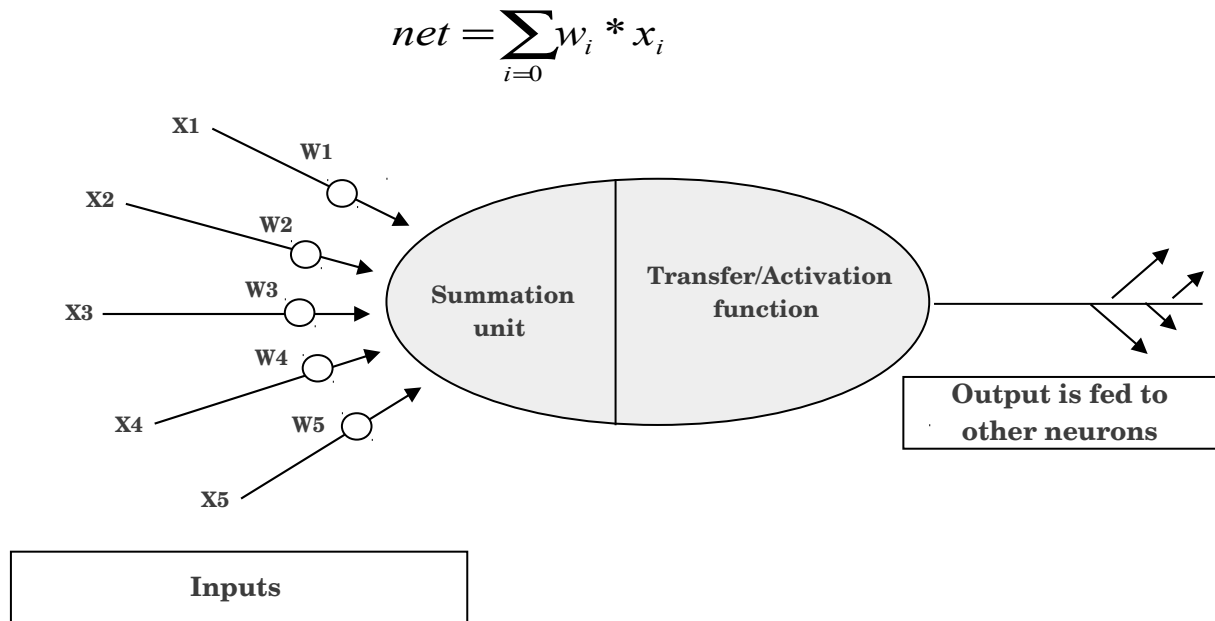 net = \sum_{i=0} w_i * x_i
X1
W1
X2
W2
W3
X3
W4
X4
W5
X5
Summation
unit
Transfer/Activation
function
Output is fed to
other neurons
Inputs